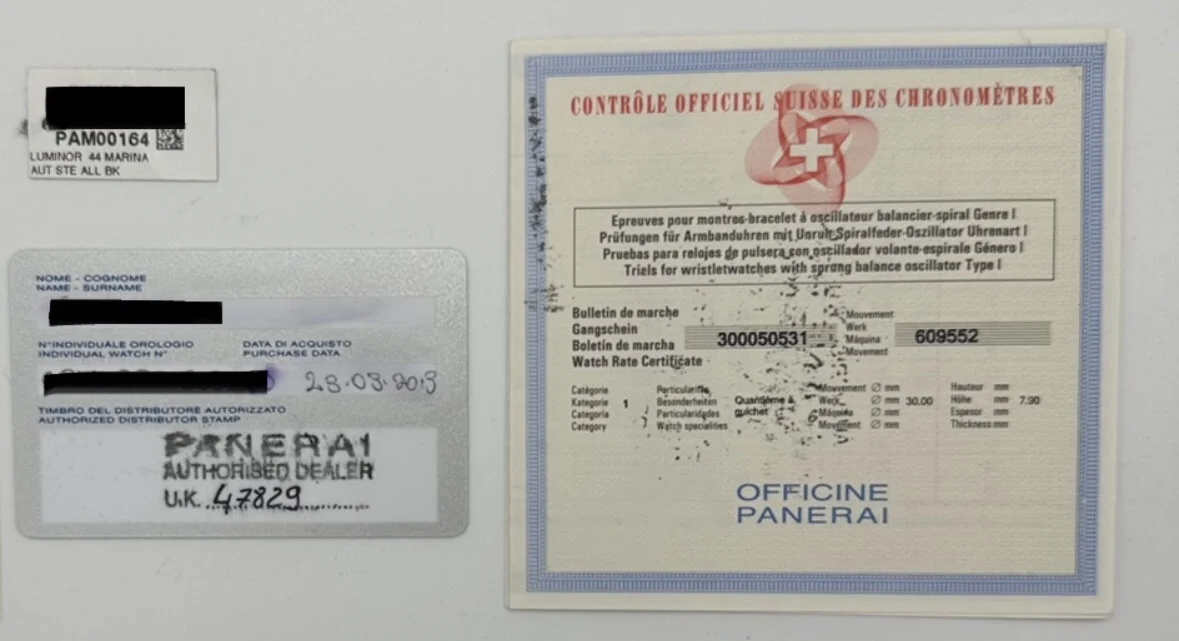 PAM00164
LUMINOR 44 MARINA
AUT STE ALL BK
NOME - COGNOME
NAME - SURNAME
N°INDIVIDUALE OROLOGIO
INDIVIDUAL WATCH N°
DATA DI ACQUISTO
PURCHASE DATA
28.03.2013
TIMBRO DEL DISTRIBUTORE AUTORIZZATO
AUTHORIZED DISTRIBUTOR STAMP
PANERAI
AUTHORISED DEALER
U.K. 47829
CONTRÔLE OFFICIEL SUISSE DES CHRONOMÈTRES
Epreuves pour montres-bracelet à oscillateur balancier-spiral Genre I
Prüfungen für Armbanduhren mit Unruh-Spiralfeder-Oszillator Uhrenart I
Pruebas para relojes de pulsera con oscillador volante-espirale Género I
Triels for wristletwatches with sprong balance oscillator Type I
Bulletin de marche
Gangschein
Boletín de marcha
Watch Rate Certificate
300050531
Mouvement
Werk
Máquina
Movement
609552
Catégorie
Kategorie 1
Categoria
Category
Particularités
Besonderheiten
Particularidades
Watch specialities
Quantième à
guichet
Mouvement ∅ mm
Werk ∅ mm 30.00
Máquina ∅ mm
Movement ∅ mm
Hauteur mm
Höhe mm 7.90
Espesor mm
Thickness mm
OFFICINE
PANERAI